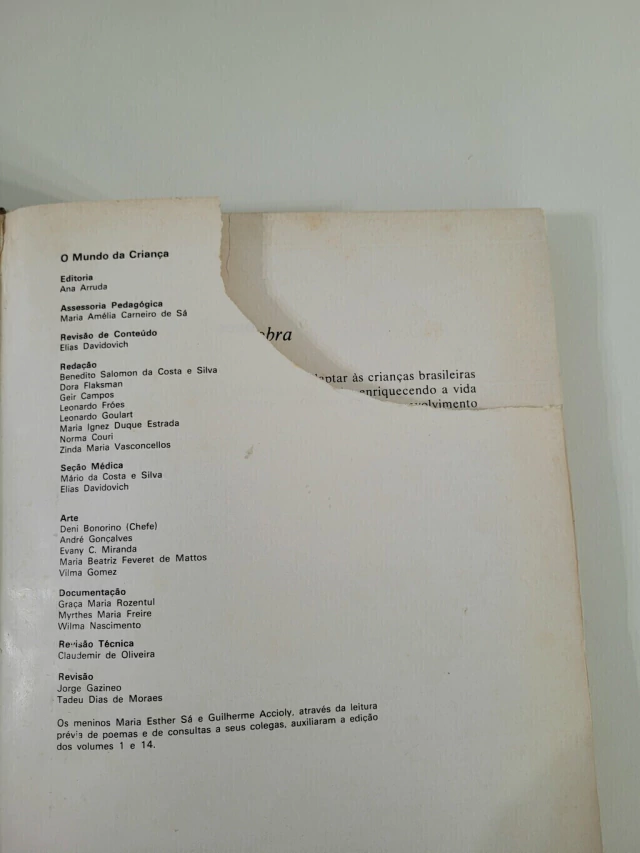 O Mundo da Criança
Editoria
Ana Arruda
Assessoria Pedagógica
Maria Amélia Carneiro de Sá
Revisão de Conteúdo
Elias Davidovich
Redação
Benedito Salomon da Costa e Silva
Dora Flaksman
Geir Campos
Leonardo Fróes
Leonardo Goulart
Maria Ignez Duque Estrada
Norma Couri
Zinda Maria Vasconcellos
Seção Médica
Mário da Costa e Silva
Elias Davidovich
Arte
Deni Bonorino (Chefe)
André Gonçalves
Evany C. Miranda
Maria Beatriz Feveret de Mattos
Vilma Gomez
Documentação
Graça Maria Rozentul
Myrthes Maria Freire
Wilma Nascimento
Revisão Técnica
Claudemir de Oliveira
Revisão
Jorge Gazineo
Tadeu Dias de Moraes
Os meninos Maria Esther Sá e Guilherme Accioly, através da leitura
prévia de poemas e de consultas a seus colegas, auxiliaram a edição
dos volumes 1 e 14.
obra
às crianças brasileiras
enriquecendo a vida